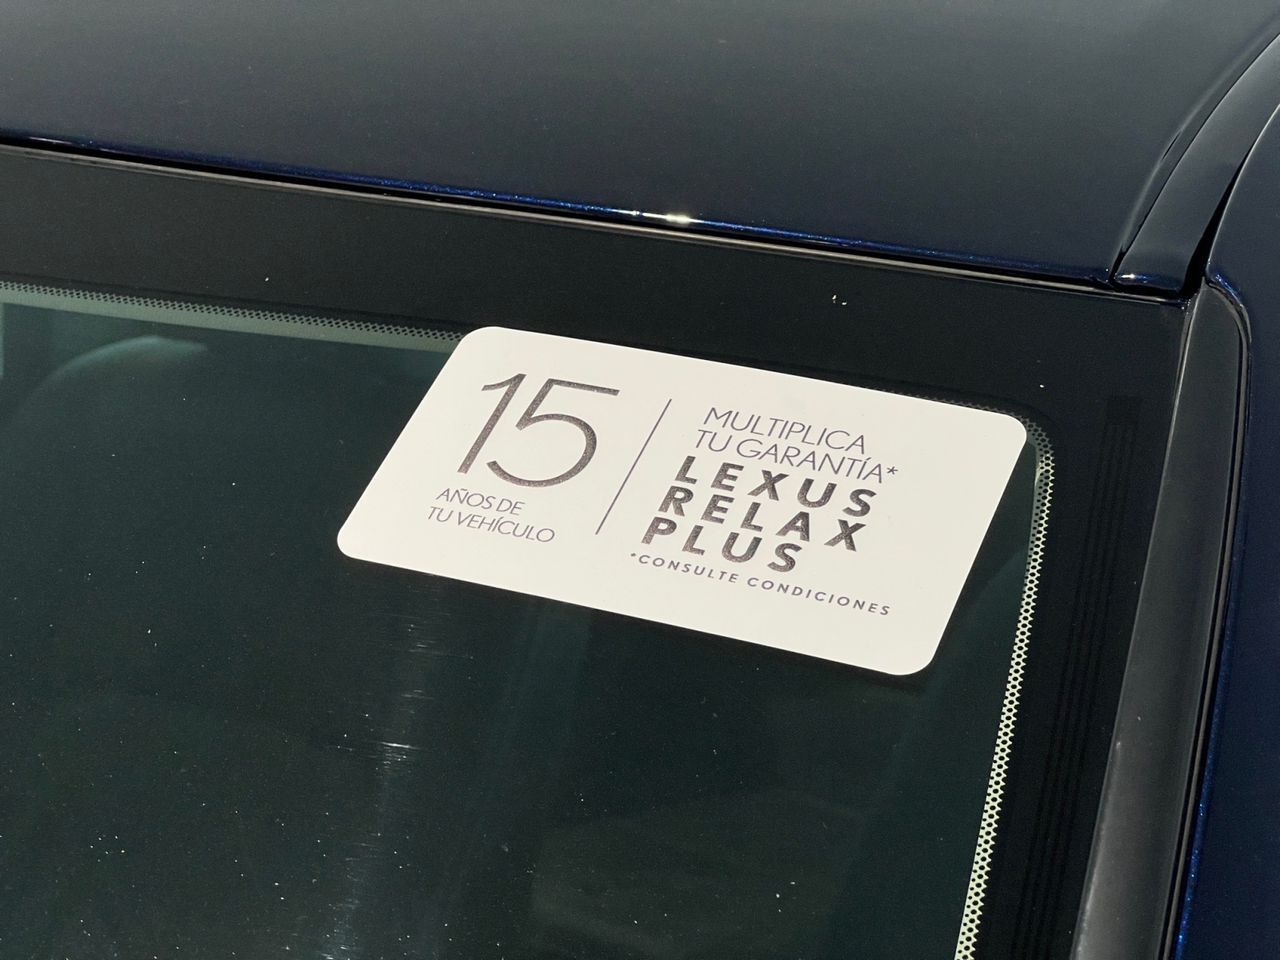 15
AÑOS DE
TU VEHÍCULO
MULTIPLICA
TU GARANTÍA*
LEXUS
RELAX
PLUS
*CONSULTE CONDICIONES